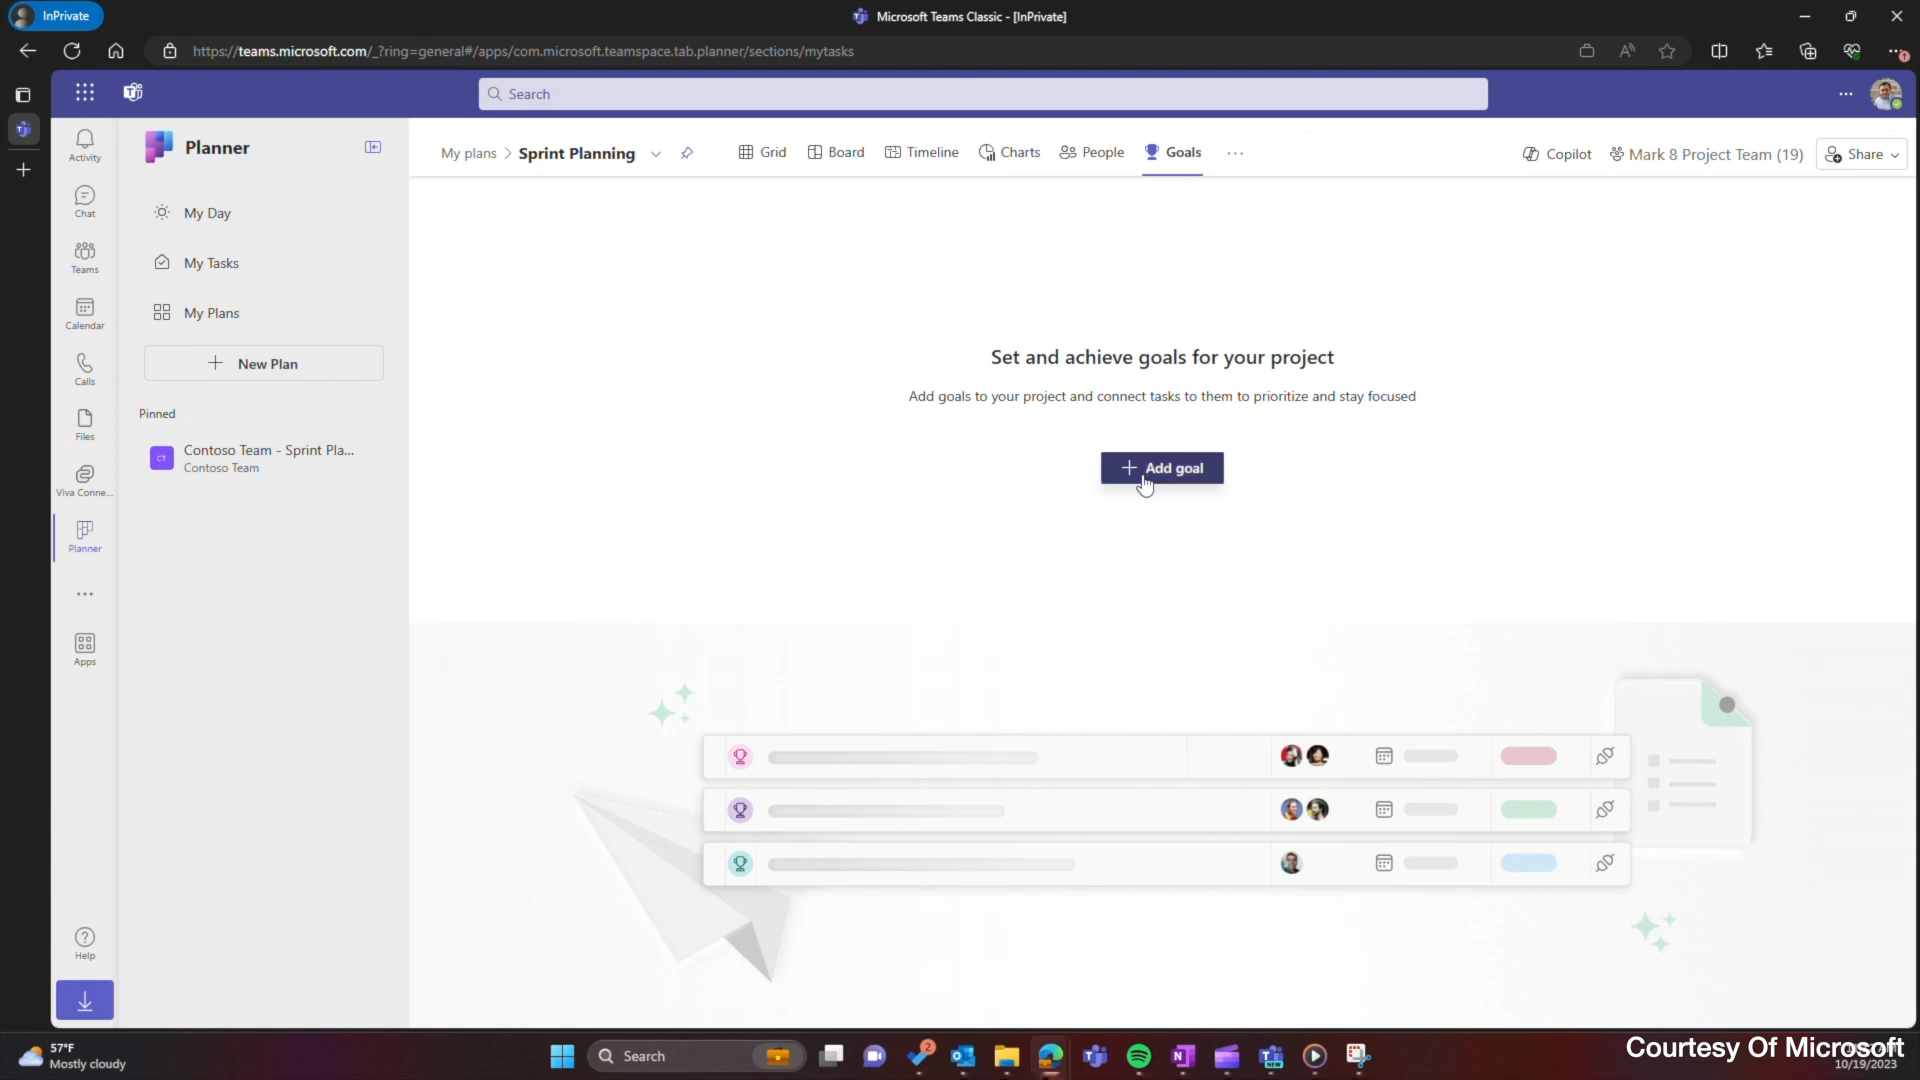 InPrivate
Microsoft Teams Classic - [InPrivate]
https://teams.microsoft.com/_?ring=general#/apps/com.microsoft.teamspace.tab.planner/sections/mytasks
Search
Activity
Chat
Teams
Calendar
Calls
Files
Viva Conne...
Planner
Apps
Help
Planner
My Day
My Tasks
My Plans
New Plan
Pinned
CT
Contoso Team - Sprint Pla...
Contoso Team
My plans > Sprint Planning
Grid
Board
Timeline
Charts
People
Goals
Copilot
Mark 8 Project Team (19)
Share
Set and achieve goals for your project
Add goals to your project and connect tasks to them to prioritize and stay focused
Add goal
57°F
Mostly cloudy
Search
2
NEW
Courtesy Of Microsoft
10/19/2023